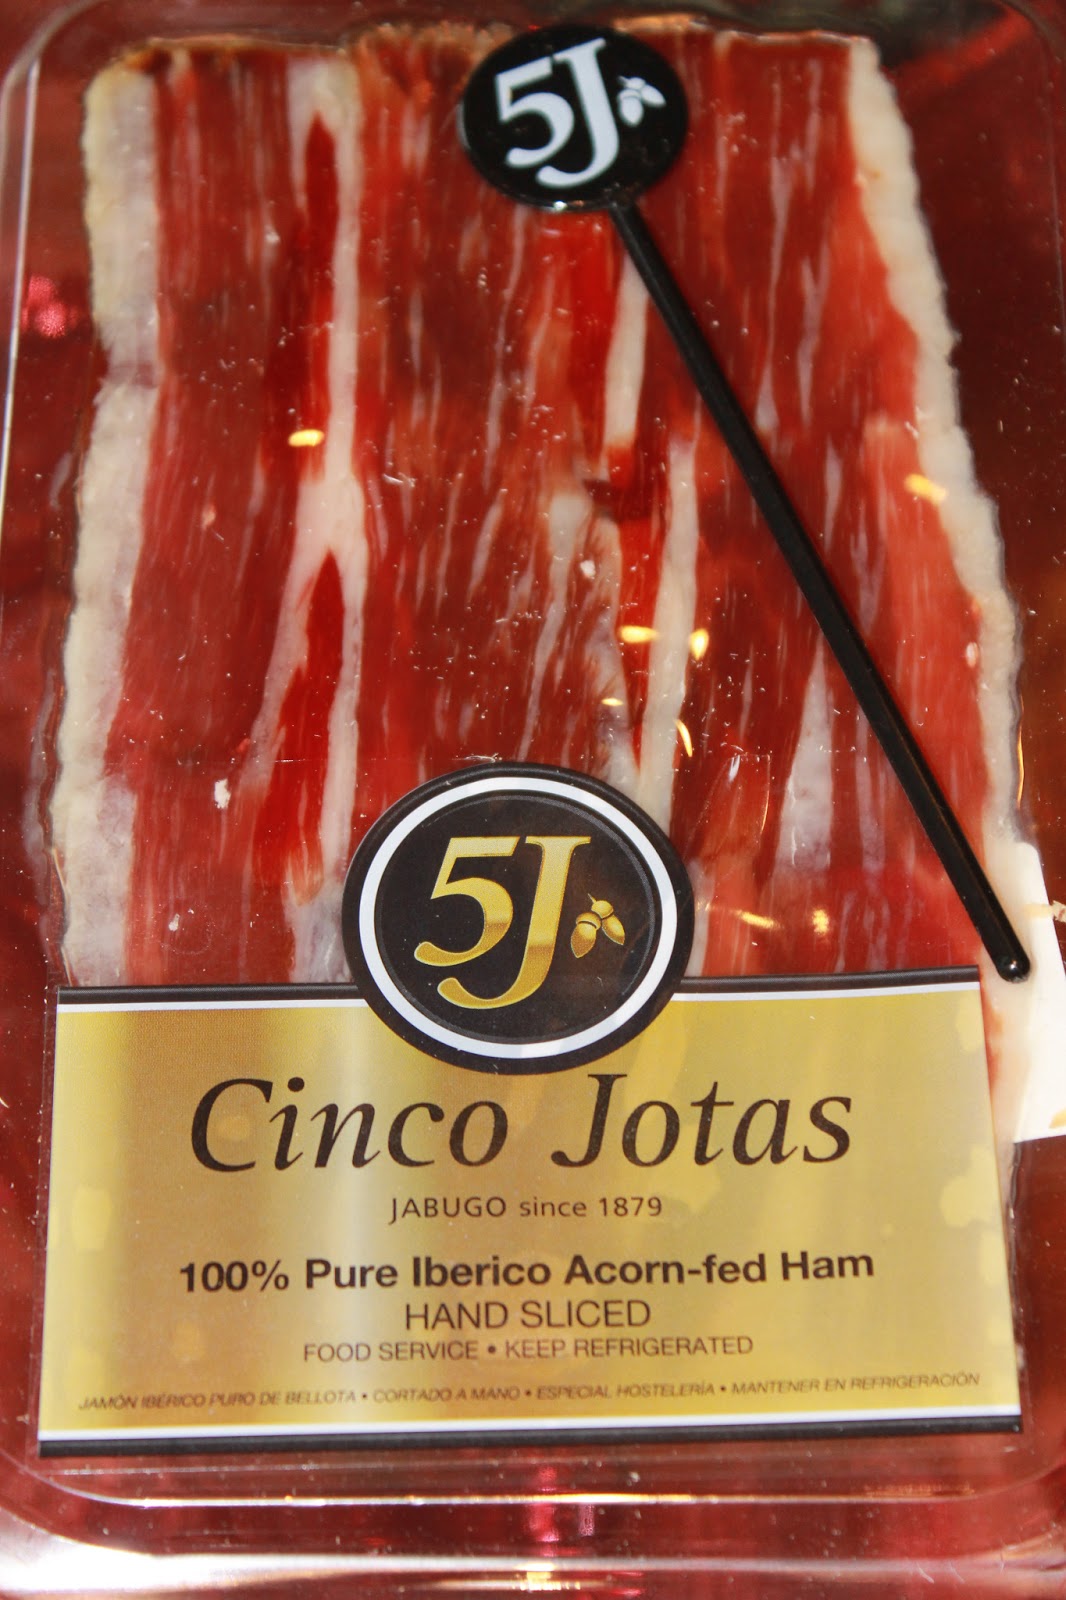 5J
5J
Cinco Jotas
JABUGO since 1879
100% Pure Iberico Acorn-fed Ham
HAND SLICED
FOOD SERVICE • KEEP REFRIGERATED
JAMÓN IBÉRICO PURO DE BELLOTA • CORTADO A MANO • ESPECIAL HOSTELERÍA • MANTENER EN REFRIGERACIÓN